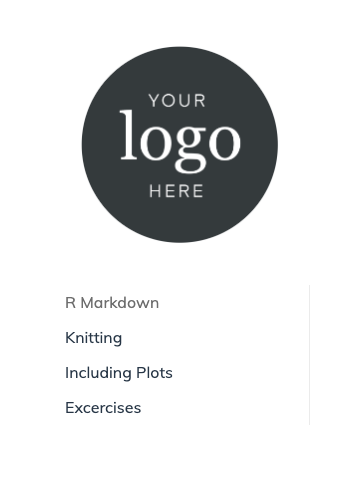 YOUR
logo
HERE
R Markdown
Knitting
Including Plots
Excercises